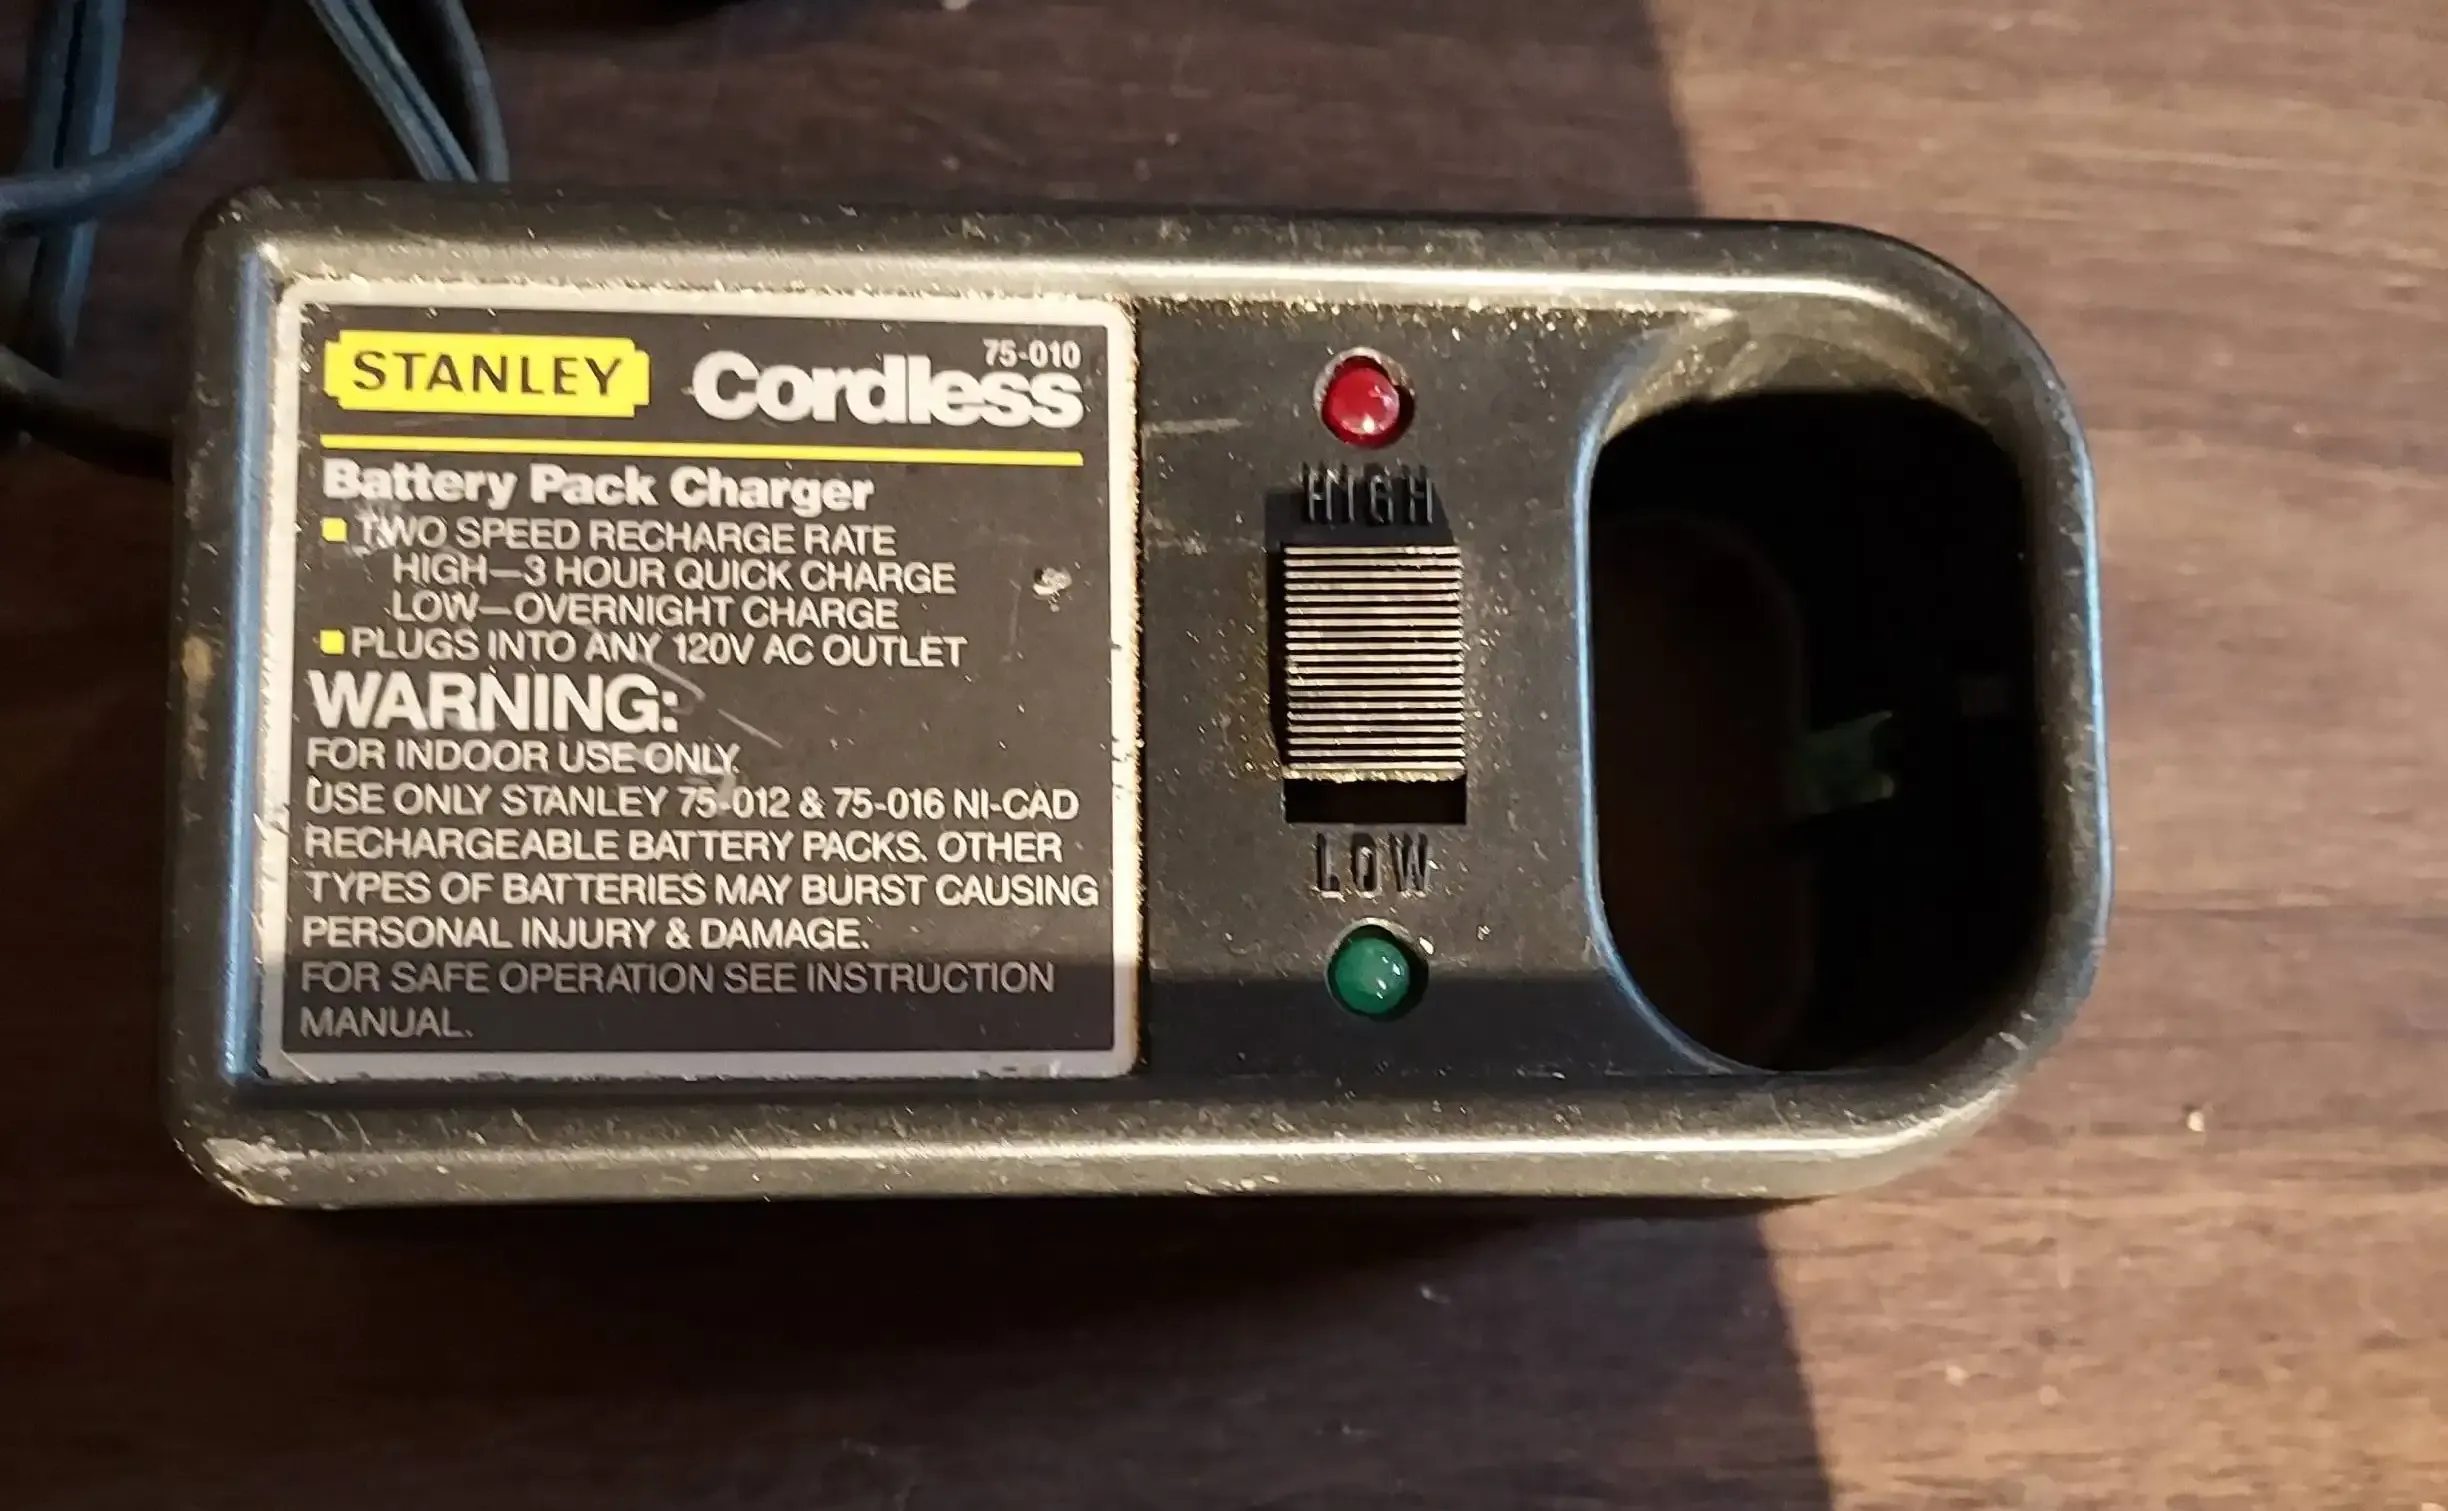 STANLEY Cordless 75-010
Battery Pack Charger
TWO SPEED RECHARGE RATE
HIGH—3 HOUR QUICK CHARGE
LOW—OVERNIGHT CHARGE
PLUGS INTO ANY 120V AC OUTLET
WARNING:
FOR INDOOR USE ONLY.
USE ONLY STANLEY 75-012 & 75-016 NI-CAD
RECHARGEABLE BATTERY PACKS. OTHER
TYPES OF BATTERIES MAY BURST CAUSING
PERSONAL INJURY & DAMAGE.
FOR SAFE OPERATION SEE INSTRUCTION
MANUAL.
HIGH
LOW